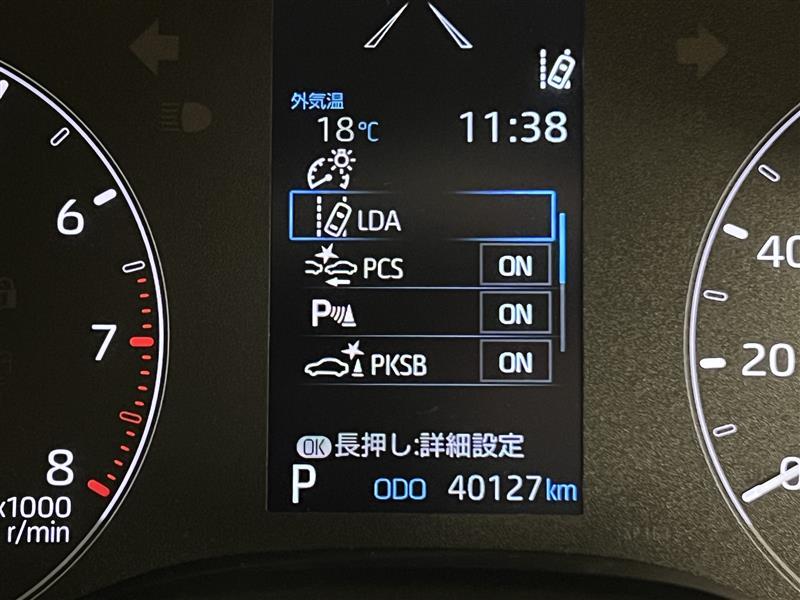 外気温
18℃ 11:38
LDA
PCS ON
P ON
PKSB ON
OK 長押し:詳細設定
P ODO 40127km
6
7
8
x1000
r/min
40
20
0